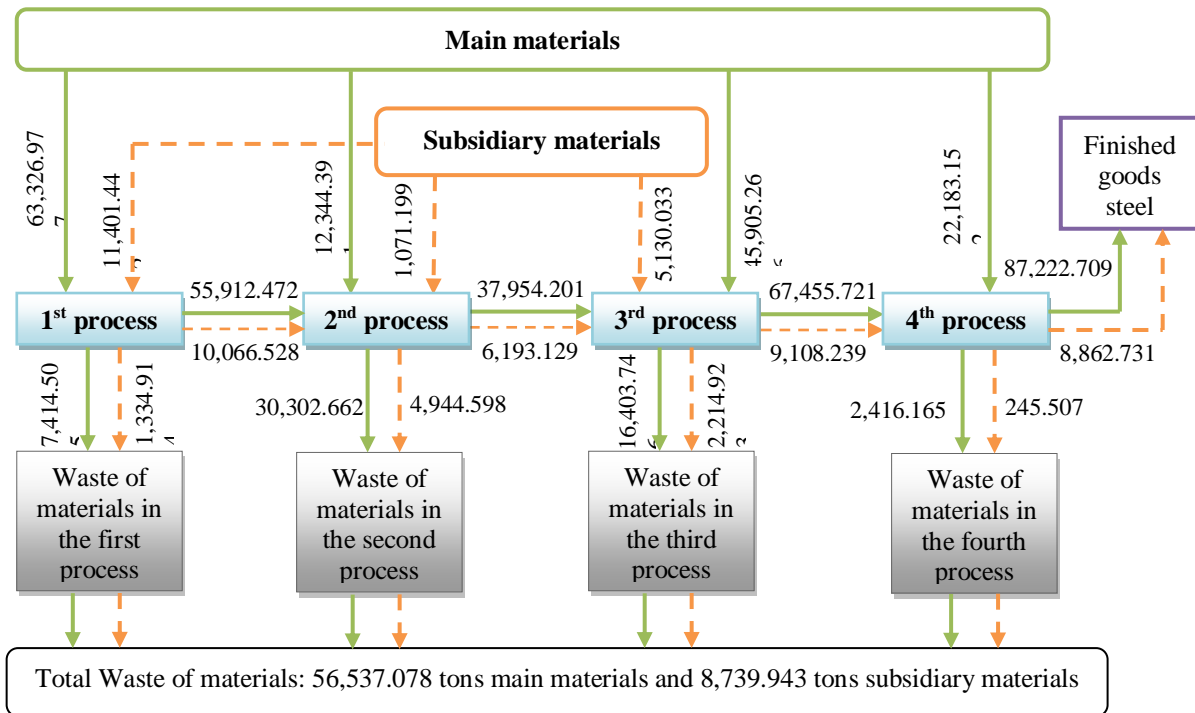 Main materials
Subsidiary materials
Finished
goods
steel
63,326.97
7
11,401.44
12,344.39
1
1,071.199
5,130.033
45,905.26
22,183.15
87,222.709
1st process
55,912.472
10,066.528
2nd process
37,954.201
6,193.129
3rd process
67,455.721
9,108.239
4th process
8,862.731
7,414.50
5
1,334.91
4
30,302.662
4,944.598
16,403.74
6
2,214.92
3
2,416.165
245.507
Waste of
materials in
the first
process
Waste of
materials in
the second
process
Waste of
materials in
the third
process
Waste of
materials in
the fourth
process
Total Waste of materials: 56,537.078 tons main materials and 8,739.943 tons subsidiary materials